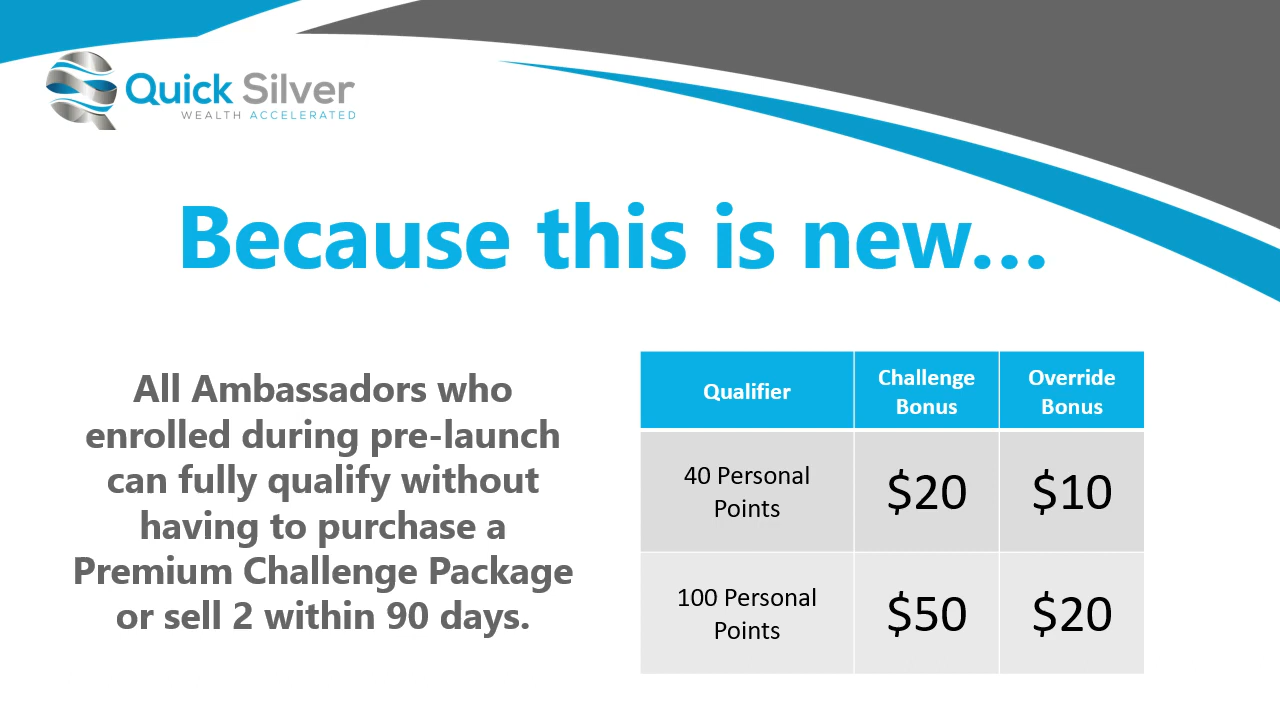 Quick Silver
WEALTH ACCELERATED
Because this is new...
All Ambassadors who
enrolled during pre-launch
can fully qualify without
having to purchase a
Premium Challenge Package
or sell 2 within 90 days.
Qualifier
Challenge
Bonus
Override
Bonus
40 Personal
Points
$20
$10
100 Personal
Points
$50
$20